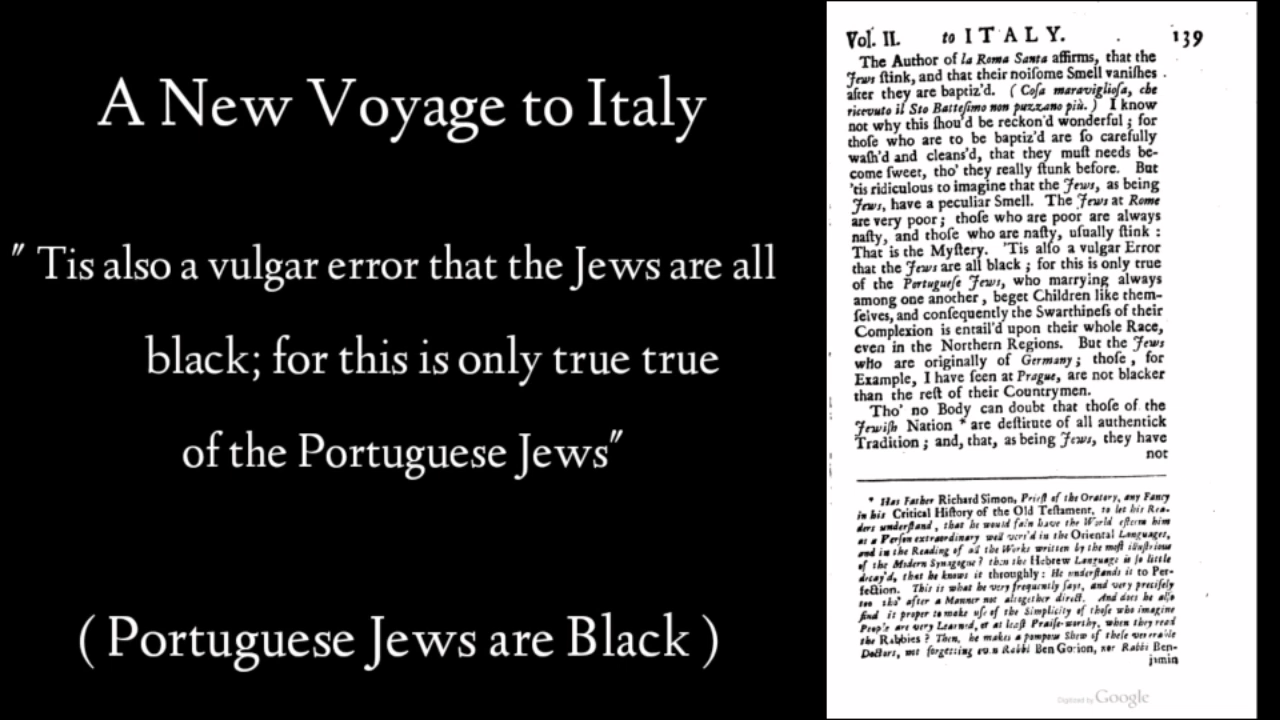 A New Voyage to Italy
" Tis also a vulgar error that the Jews are all
black; for this is only true true
of the Portuguese Jews"
( Portuguese Jews are Black )
Vol. II. to ITALY. 139
The Author of la Roma Santa affirms, that the
Jews ſtink, and that their noiſome Smell vaniſhes
after they are baptiz'd. ( Coſa maraviglioſa, che
ricevuto il Sto Batteſimo non puzzano più. ) I know
not why this ſhou'd be reckon'd wonderful ; for
thoſe who are to be baptiz'd are ſo carefully
waſh'd and cleans'd, that they muſt needs be-
come ſweet, tho' they really ſtunk before. But
'tis ridiculous to imagine that the Jews, as being
Jews, have a peculiar Smell. The Jews at Rome
are very poor ; thoſe who are poor are always
naſty, and thoſe who are naſty, uſually ſtink :
That is the Myſtery. 'Tis alſo a vulgar Error
that the Jews are all black ; for this is only true
of the Portugueſe Jews, who marrying always
among one another , beget Children like them-
ſelves, and conſequently the Swarthineſs of their
Complexion is entail'd upon their whole Race,
even in the Northern Regions. But the Jews
who are originally of Germany ; thoſe , for
Example, I have ſeen at Prague, are not blacker
than the reſt of their Countrymen.
Tho' no Body can doubt that thoſe of the
Jewiſh Nation * are deſtitute of all authentick
Tradition ; and, that, as being Jews, they have
not
* Has Father Richard Simon, Prieſt of the Oratory, any Fancy
in his Critical Hiſtory of the Old Teſtament, to let his Rea-
ders underſtand, that he would fain have the World eſteem him
as a Perſon extraordinary well vers'd in the Oriental Languages,
and in the Reading of all the Works written by the moſt illuſtrious
of the Modern Synagogue ? then the Hebrew Language is ſo little
decay'd, that he knows it throughly : He underſtands it to Per-
fection. This is what he very frequently ſays, and very preciſely
too tho' after a Manner not altogether direct. And does he alſo
find it proper to make uſe of the Simplicity of thoſe who imagine
People are very Learned, or at leaſt Praiſe-worthy, when they read
the Rabbies ? Then, he makes a pompous Shew of theſe venerable
Doctors, not forgetting even Rabbi Ben Gorion, nor Rabbi Ben-
jamin
Digitized by Google